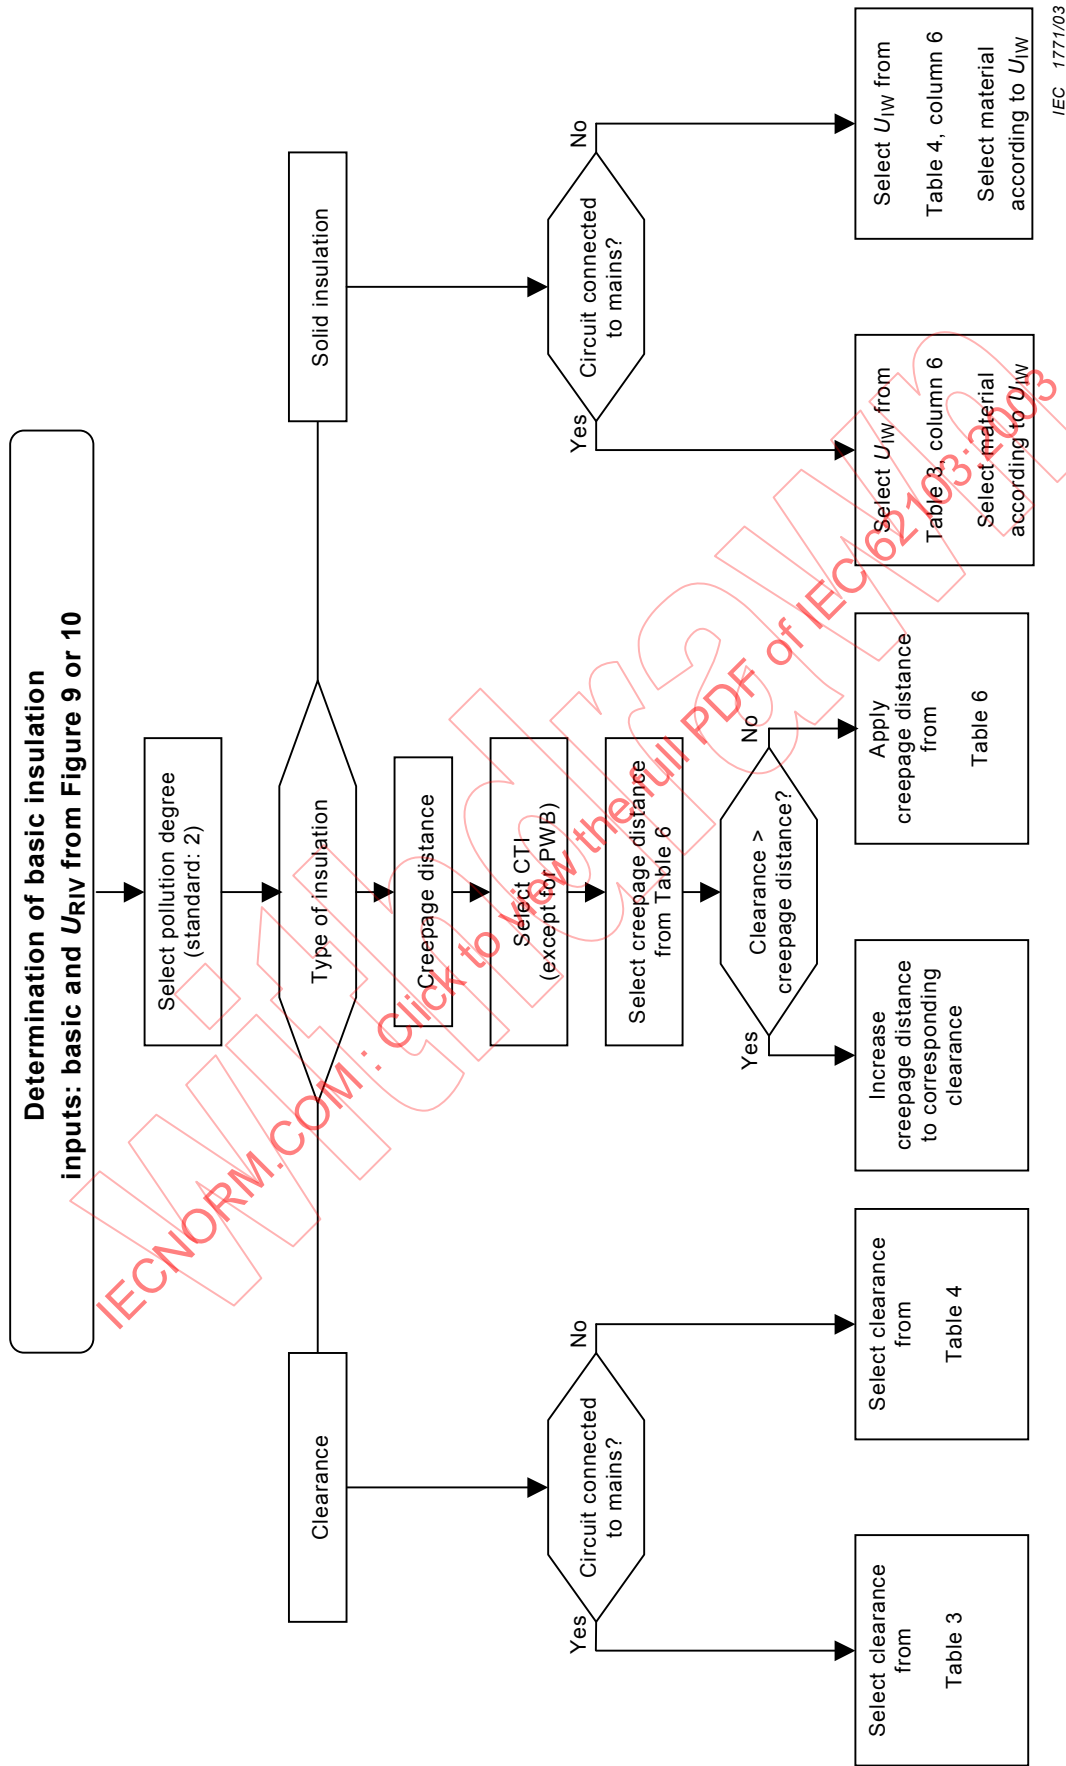 Determination of basic insulation
inputs: basic and URIV from Figure 9 or 10
Select pollution degree
(standard: 2)
Type of insulation
Clearance
Circuit connected
to mains?
Yes
No
Select clearance
from
Table 3
Select clearance
from
Table 4
Creepage distance
Select CTI
(except for PWB)
Select creepage distance
from Table 6
Clearance >
creepage distance?
Yes
No
Increase
creepage distance
to corresponding
clearance
Apply
creepage distance
from
Table 6
Solid insulation
Circuit connected
to mains?
Yes
No
Select UIW from
Table 3, column 6
Select material
according to UIW
Select UIW from
Table 4, column 6
Select material
according to UIW
IEC 1771/03
Withdrawn
IECNORM.COM : Click to view the full PDF of IEC 62103:2003